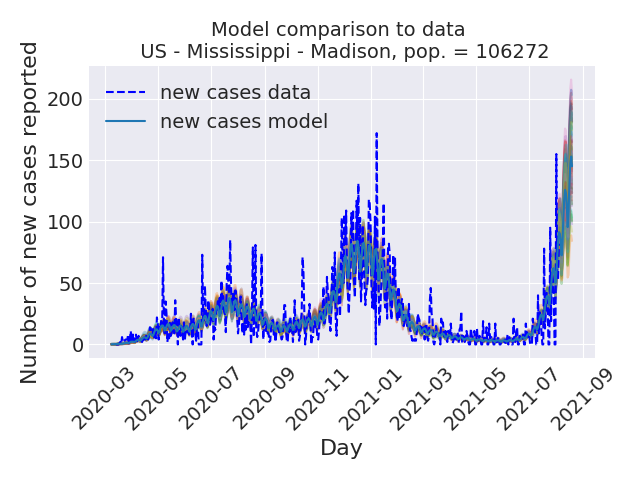 Model comparison to data
US - Mississippi - Madison, pop. = 106272
Number of new cases reported
200
150
100
50
0
new cases data
new cases model
2020-03
2020-05
2020-07
2020-09
2020-11
2021-01
2021-03
2021-05
2021-07
2021-09
Day